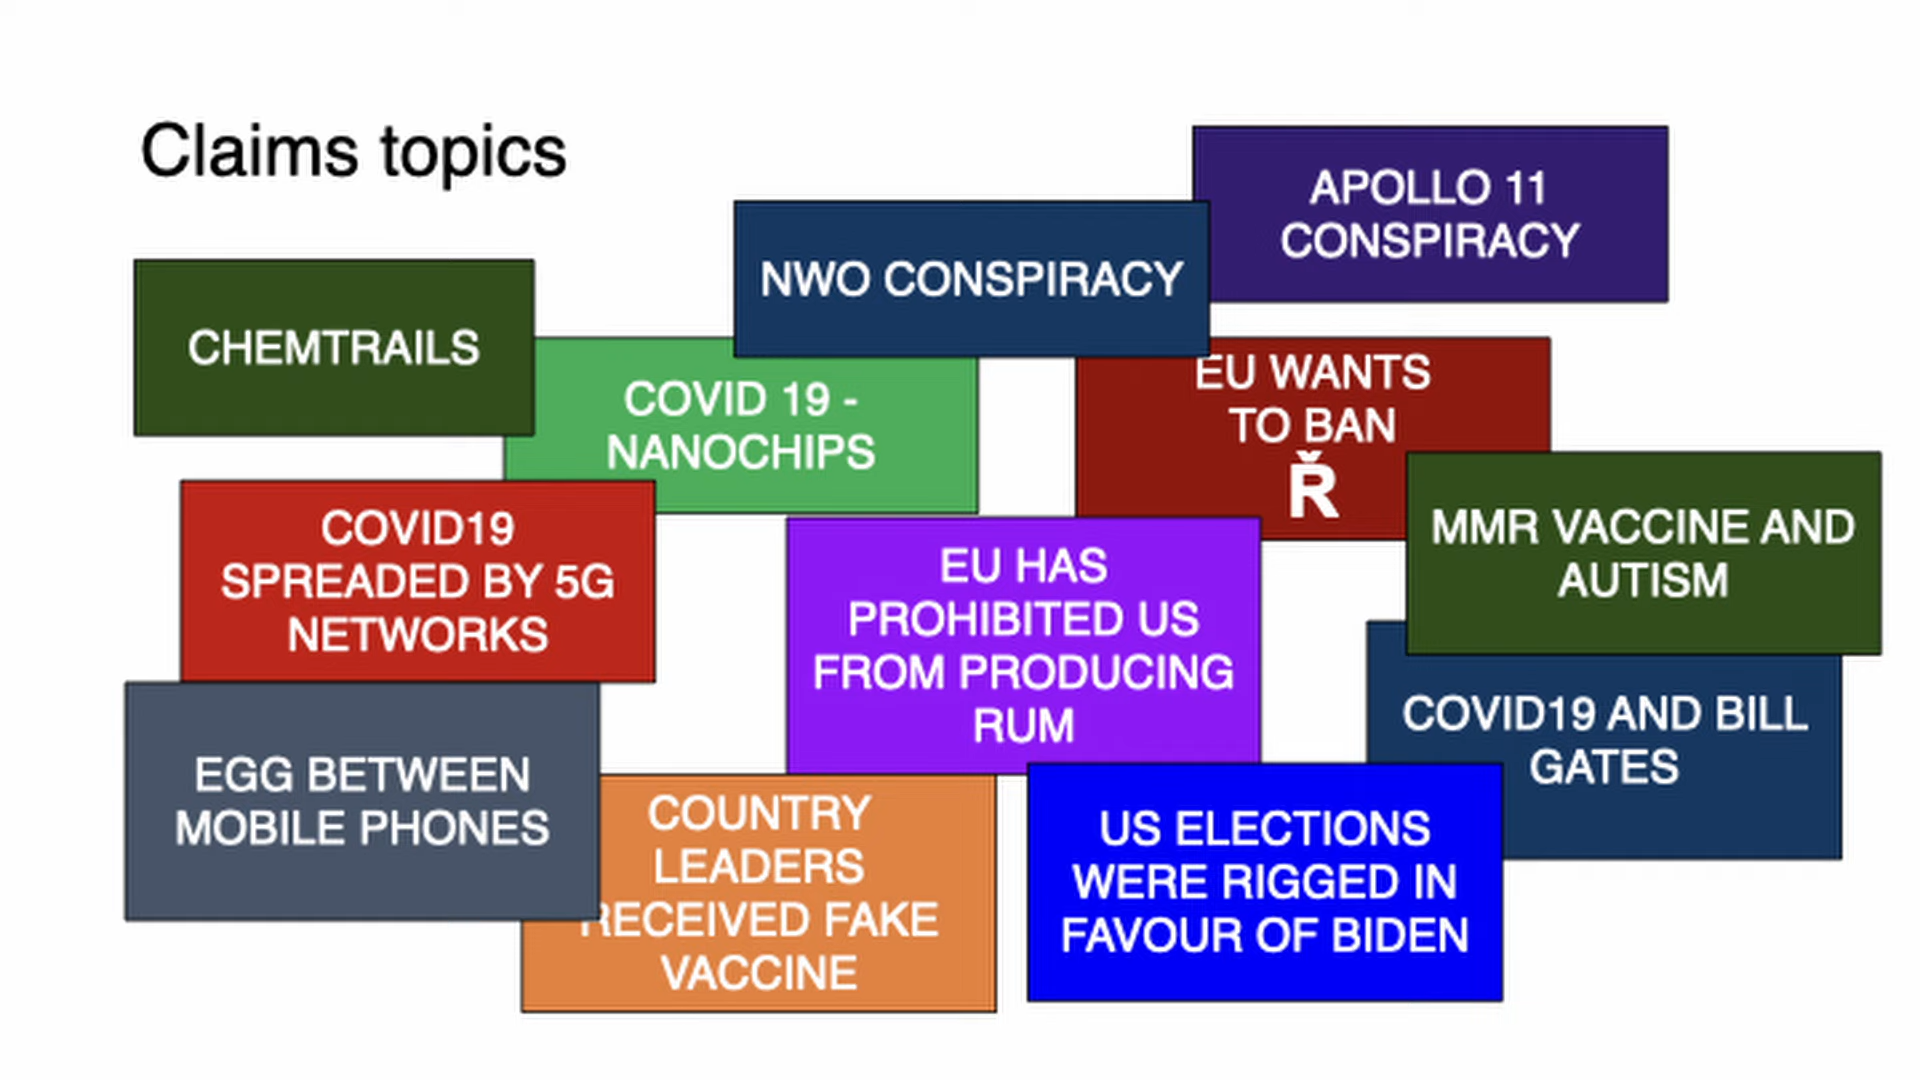 Claims topics
APOLLO 11
CONSPIRACY
NWO CONSPIRACY
CHEMTRAILS
COVID 19 -
NANOCHIPS
EU WANTS
TO BAN
Ř
MMR VACCINE AND
AUTISM
COVID19
SPREADED BY 5G
NETWORKS
EU HAS
PROHIBITED US
FROM PRODUCING
RUM
COVID19 AND BILL
GATES
EGG BETWEEN
MOBILE PHONES
COUNTRY
LEADERS
RECEIVED FAKE
VACCINE
US ELECTIONS
WERE RIGGED IN
FAVOUR OF BIDEN